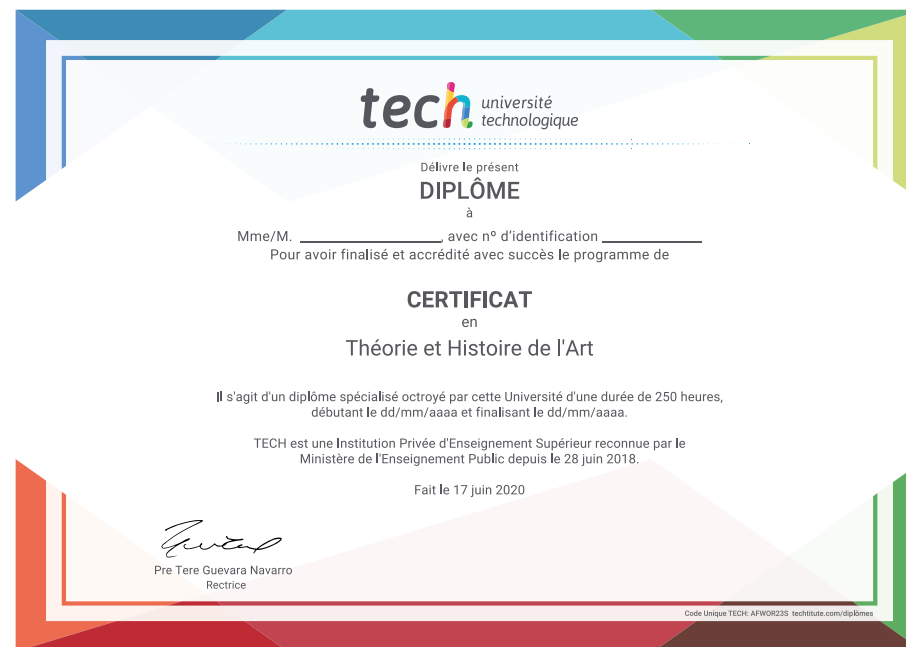 tech université
technologique
Délivre le présent
DIPLÔME
à
Mme/M. ____________________, avec nº d'identification ______________
Pour avoir finalisé et accrédité avec succès le programme de
CERTIFICAT
en
Théorie et Histoire de l'Art
Il s'agit d'un diplôme spécialisé octroyé par cette Université d'une durée de 250 heures,
débutant le dd/mm/aaaa et finalisant le dd/mm/aaaa.
TECH est une Institution Privée d'Enseignement Supérieur reconnue par le
Ministère de l'Enseignement Public depuis le 28 juin 2018.
Fait le 17 juin 2020
Pre Tere Guevara Navarro
Rectrice
Code Unique TECH: AFWOR23S techtitute.com/diplômes